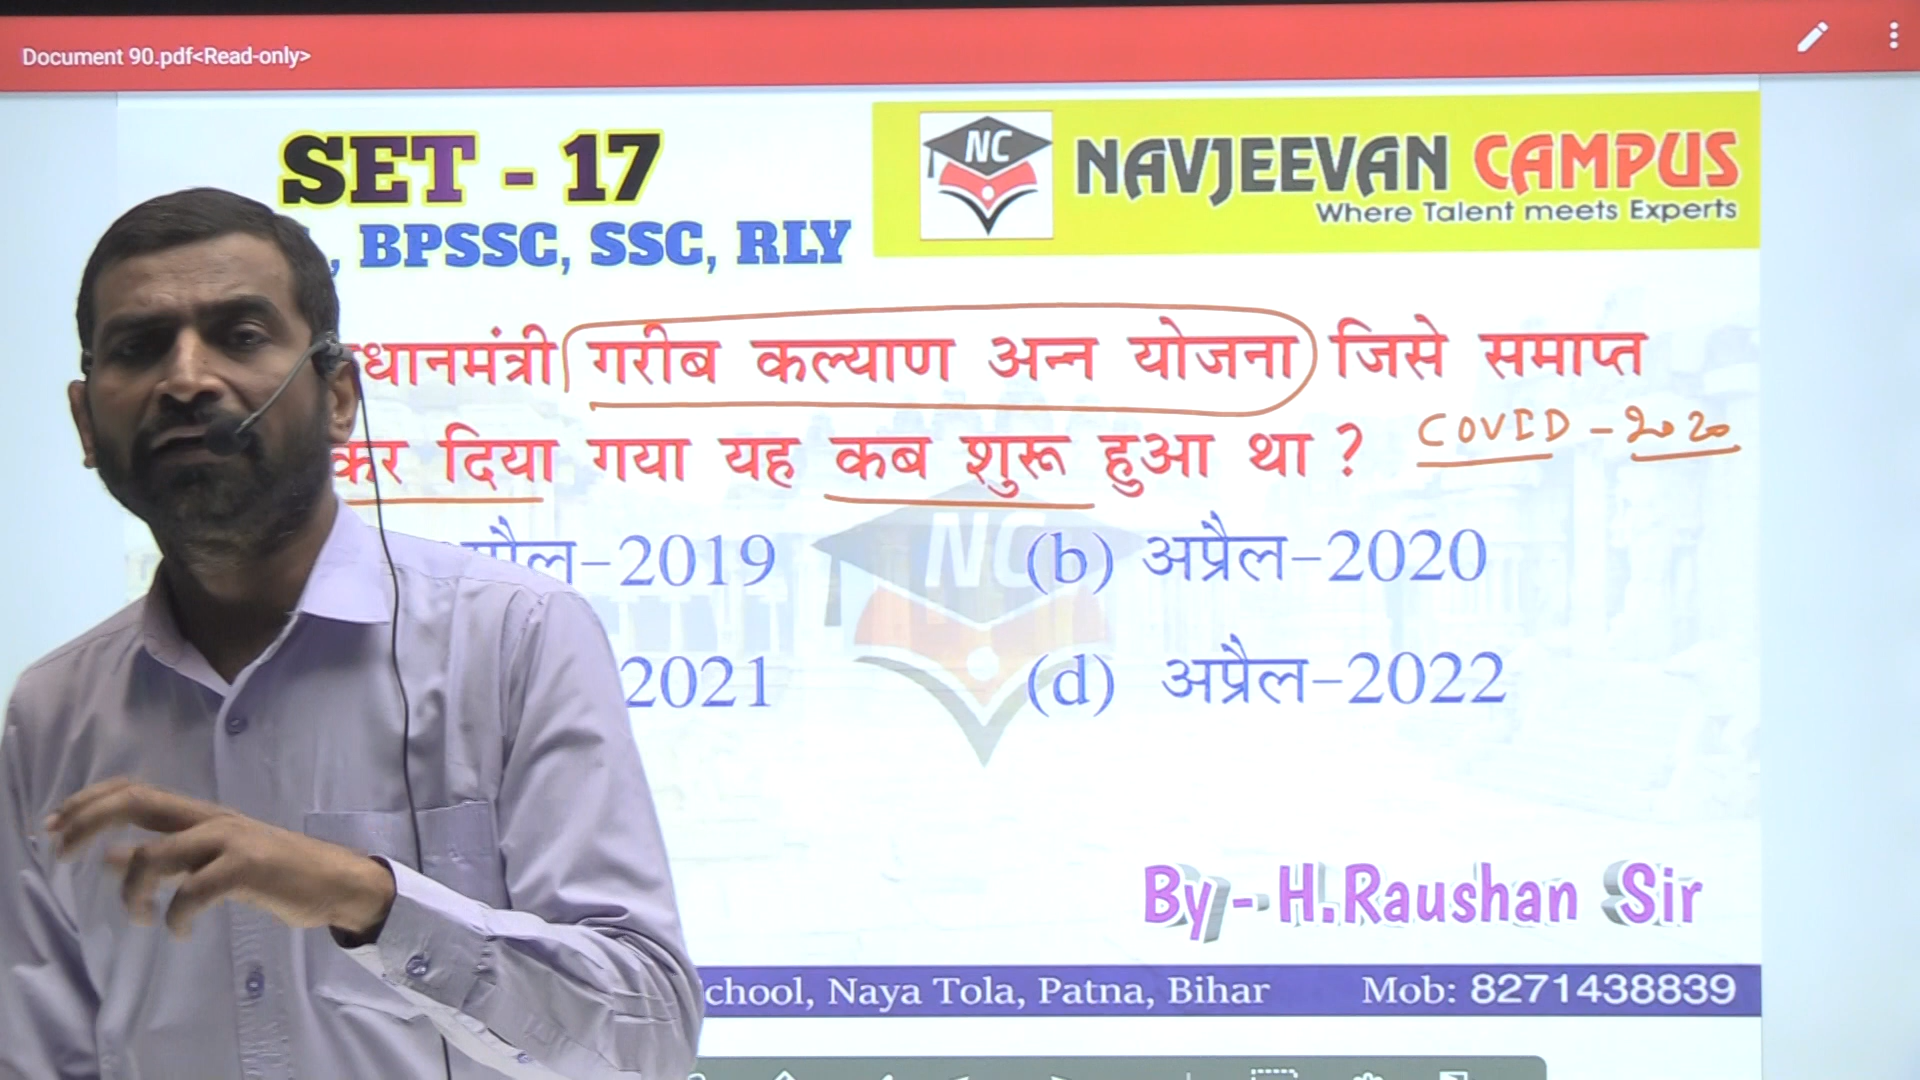 Document 90.pdf<Read-only>
SET - 17
NC
NAVJEEVAN CAMPUS
Where Talent meets Experts
, BPSSC, SSC, RLY
गरीब कल्याण अन्न योजना जिसे समाप्त
कर दिया गया यह कब शुरू हुआ था ?
COVID - 2020
-2019
(b) अप्रैल-2020
NC
2021
(d) अप्रैल-2022
By - H.Raushan Sir
Naya Tola, Patna, Bihar
Mob: 8271438839